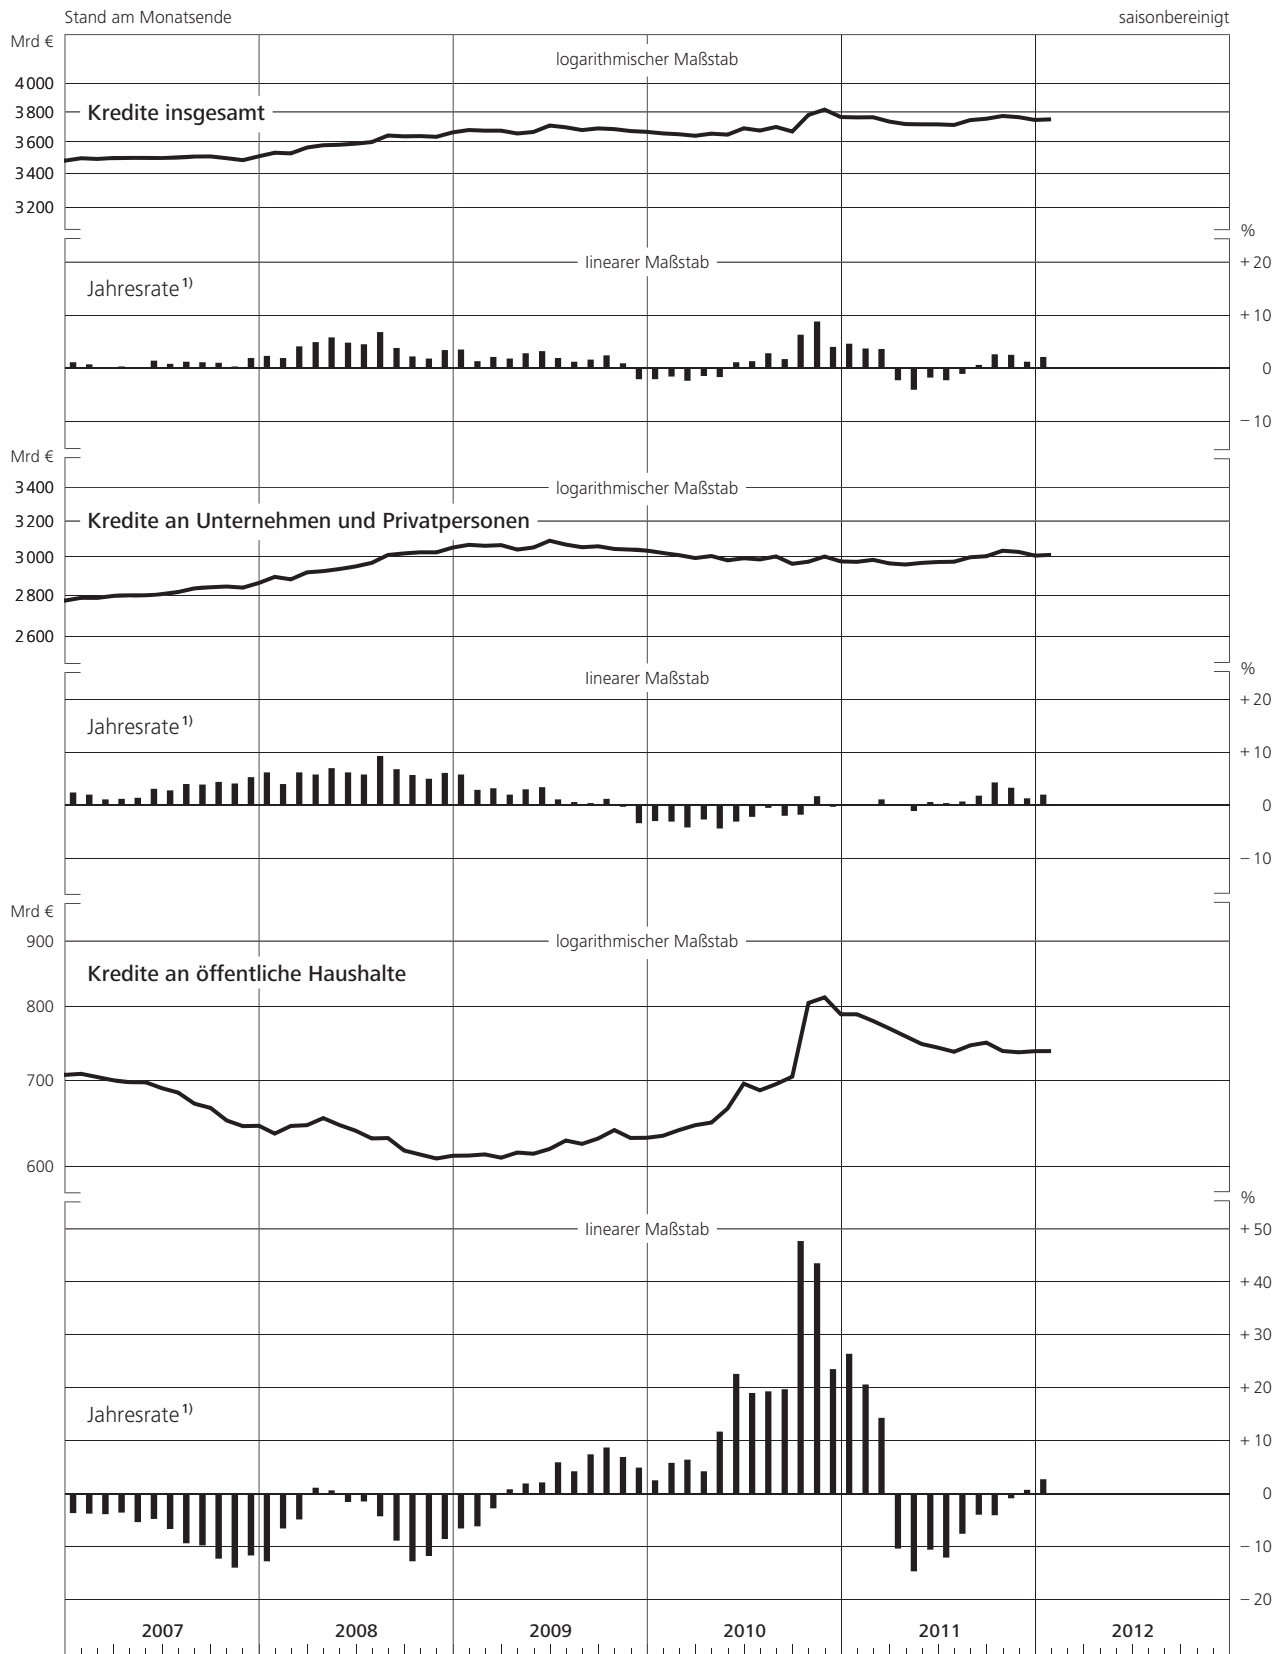 Stand am Monatsende saisonbereinigt
Mrd €
logarithmischer Maßstab
4 000
3 800 Kredite insgesamt
3 600
3 400
3 200
%
linearer Maßstab + 20
Jahresrate 1)
+ 10
0
− 10
Mrd €
3 400 logarithmischer Maßstab
3 200 Kredite an Unternehmen und Privatpersonen
3 000
2 800
2 600
%
linearer Maßstab
+ 20
Jahresrate 1)
+ 10
0
− 10
Mrd €
900 logarithmischer Maßstab
Kredite an öffentliche Haushalte
800
700
600
%
linearer Maßstab + 50
+ 40
+ 30
+ 20
Jahresrate 1)
+ 10
0
− 10
− 20
2007 2008 2009 2010 2011 2012